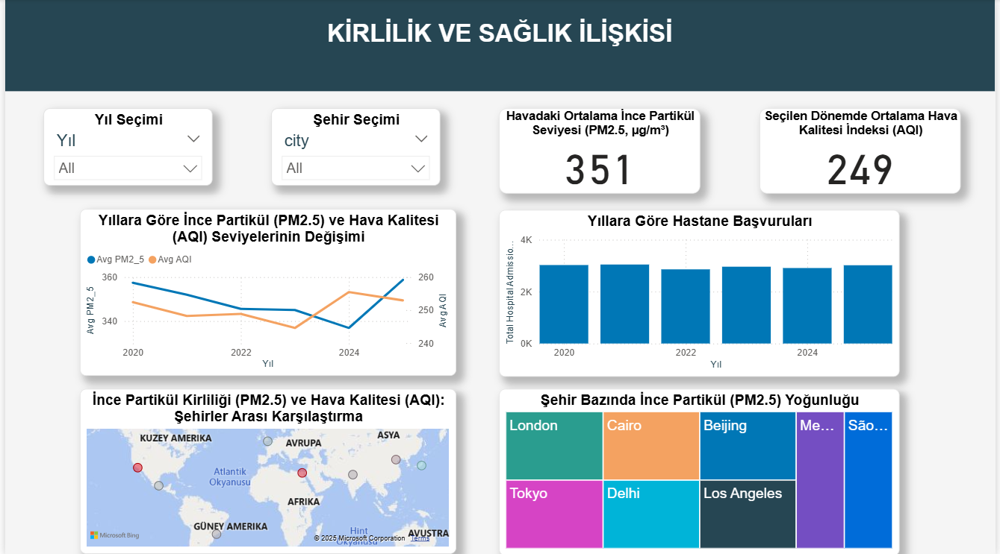 KİRLİLİK VE SAĞLIK İLİŞKİSİ
Yıl Seçimi
Yıl
All
Şehir Seçimi
city
All
Havadaki Ortalama İnce Partikül
Seviyesi (PM2.5, µg/m³)
351
Seçilen Dönemde Ortalama Hava
Kalitesi İndeksi (AQI)
249
Yıllara Göre İnce Partikül (PM2.5) ve Hava Kalitesi
(AQI) Seviyelerinin Değişimi
Avg PM2_5 Avg AQI
Avg PM2_5
360
340
260
250
240
Avg AQI
2020 2022 2024
Yıl
Yıllara Göre Hastane Başvuruları
Total Hospital Admissio...
4K
2K
0K
2020 2022 2024
Yıl
İnce Partikül Kirliliği (PM2.5) ve Hava Kalitesi (AQI):
Şehirler Arası Karşılaştırma
KUZEY AMERIKA
ASYA
AVRUPA
Atlantik
Okyanusu
AFRIKA
GÜNEY AMERIKA
Hint
Okyanusu
AVUSTRA
Microsoft Bing
© 2025 Microsoft Corporation Terms
Şehir Bazında İnce Partikül (PM2.5) Yoğunluğu
London
Cairo
Beijing
Me...
São...
Tokyo
Delhi
Los Angeles